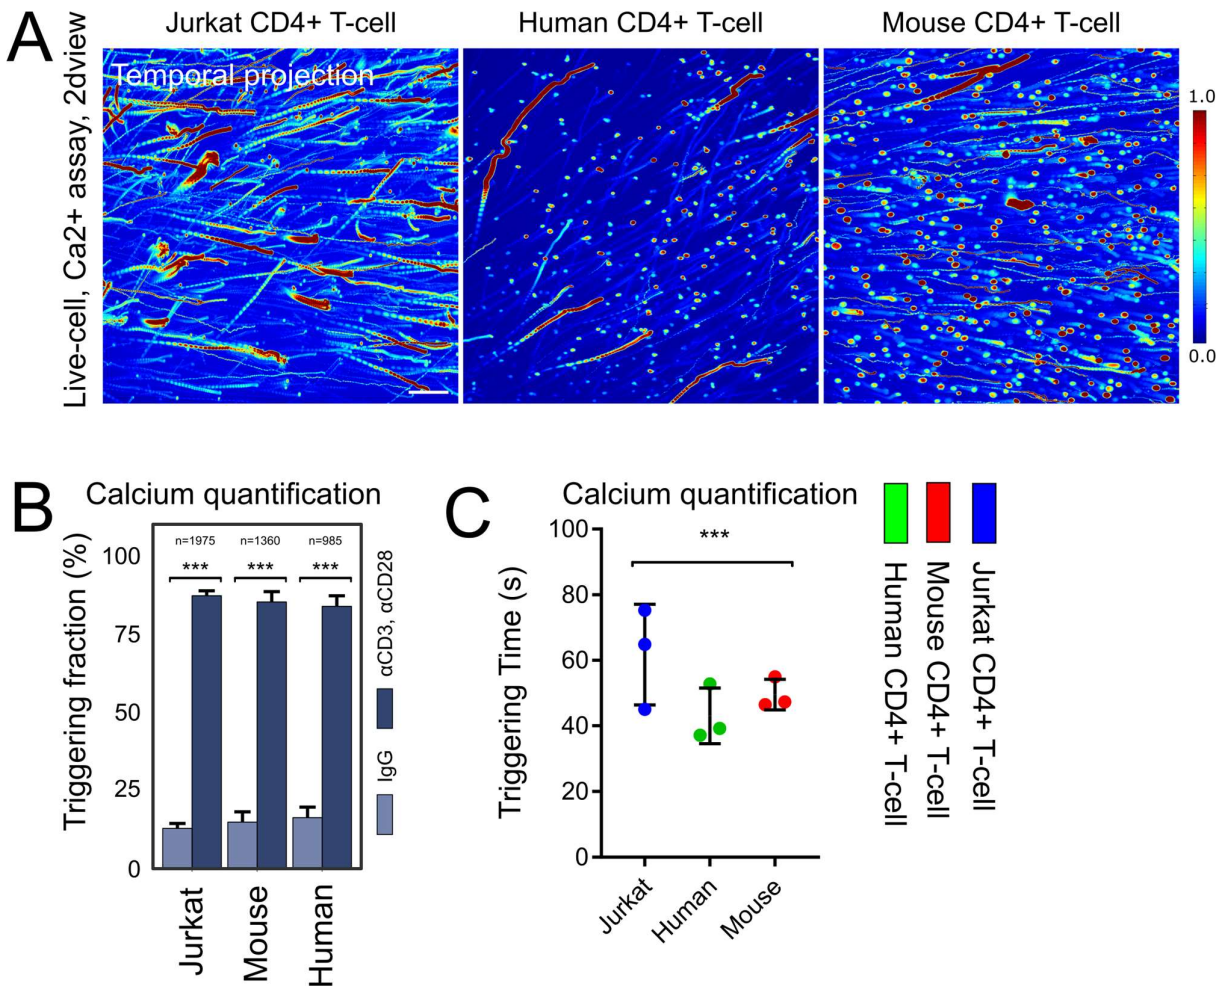 A
Jurkat CD4+ T-cell
Human CD4+ T-cell
Mouse CD4+ T-cell
Live-cell, Ca2+ assay, 2dview
Temporal projection
1.0
0.0
B
Calcium quantification
Triggering fraction (%)
100
75
50
25
0
n=1975
n=1360
n=985
***
***
***
Jurkat
Mouse
Human
IgG
αCD3, αCD28
C
Calcium quantification
Triggering Time (s)
100
80
60
40
20
0
***
Jurkat
Human
Mouse
Human CD4+ T-cell
Mouse CD4+ T-cell
Jurkat CD4+ T-cell